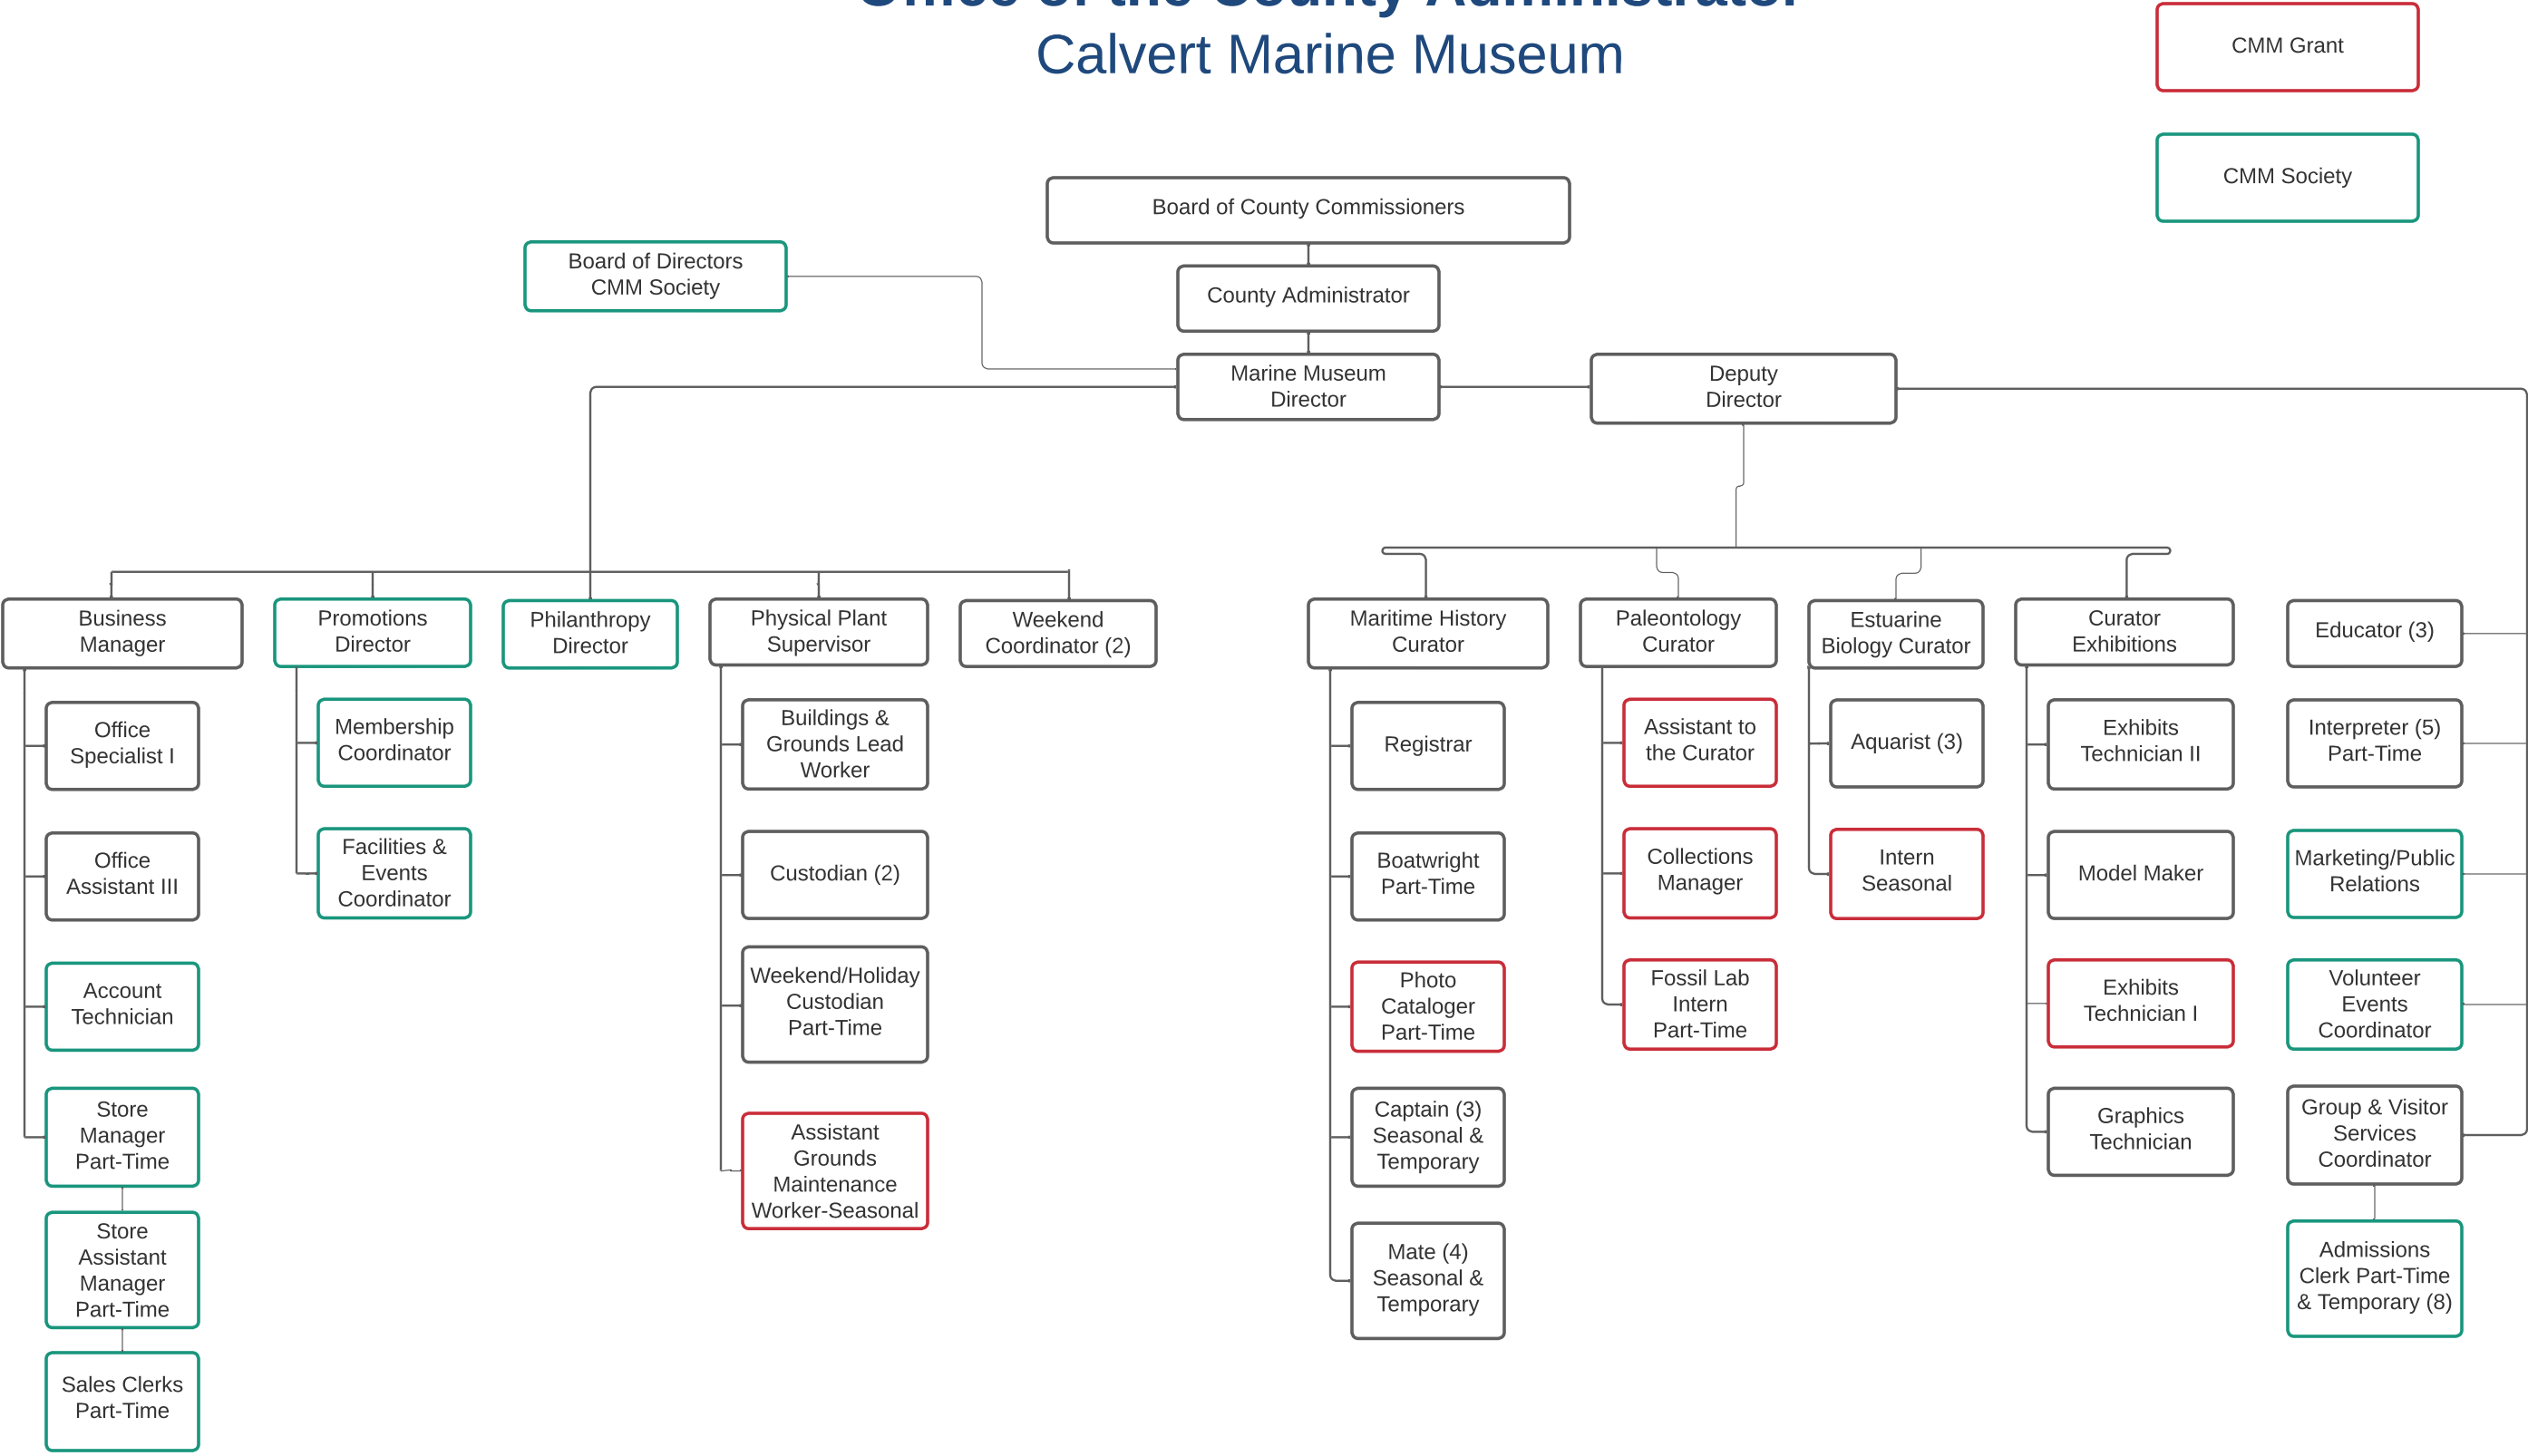 Office of the County Administrator
Calvert Marine Museum
CMM Grant
CMM Society
Board of County Commissioners
Board of Directors
CMM Society
County Administrator
Marine Museum
Director
Deputy
Director
Business
Manager
Promotions
Director
Philanthropy
Director
Physical Plant
Supervisor
Weekend
Coordinator (2)
Maritime History
Curator
Paleontology
Curator
Estuarine
Biology Curator
Curator
Exhibitions
Educator (3)
Office
Specialist I
Membership
Coordinator
Buildings &
Grounds Lead
Worker
Registrar
Assistant to
the Curator
Aquarist (3)
Exhibits
Technician II
Interpreter (5)
Part-Time
Office
Assistant III
Facilities &
Events
Coordinator
Custodian (2)
Boatwright
Part-Time
Collections
Manager
Intern
Seasonal
Model Maker
Marketing/Public
Relations
Account
Technician
Weekend/Holiday
Custodian
Part-Time
Photo
Cataloger
Part-Time
Fossil Lab
Intern
Part-Time
Exhibits
Technician I
Volunteer
Events
Coordinator
Store
Manager
Part-Time
Assistant
Grounds
Maintenance
Worker-Seasonal
Captain (3)
Seasonal &
Temporary
Graphics
Technician
Group & Visitor
Services
Coordinator
Store
Assistant
Manager
Part-Time
Mate (4)
Seasonal &
Temporary
Admissions
Clerk Part-Time
& Temporary (8)
Sales Clerks
Part-Time